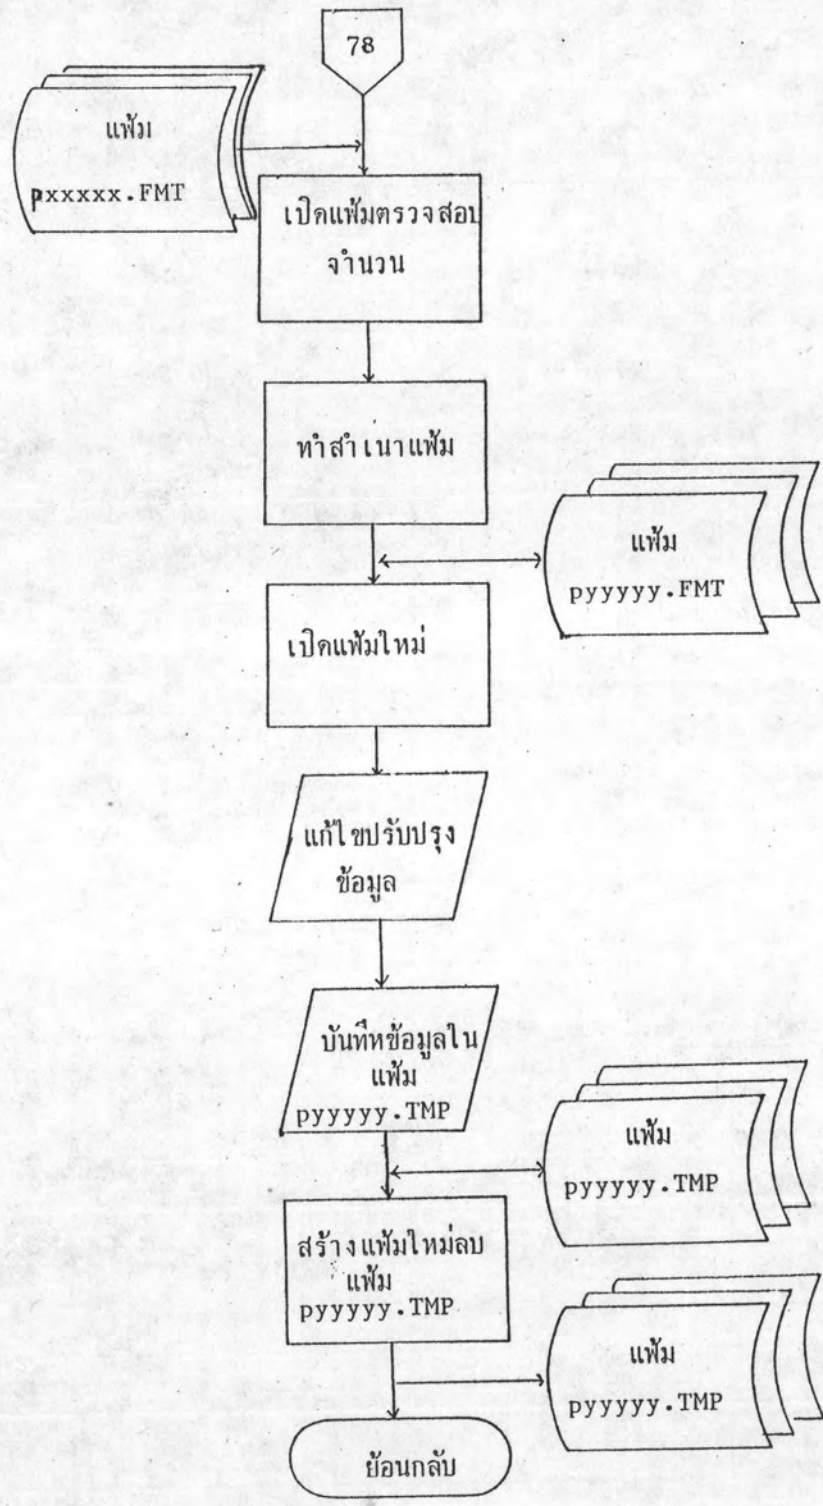 78
แฟ้ม
pxxxxx.FMT
เปิดแฟ้มตรวจสอบ
จำนวน
ทำสำเนาแฟ้ม
แฟ้ม
pyyyyy.FMT
เปิดแฟ้มใหม่
แก้ไขปรับปรุง
ข้อมูล
บันทึหข้อมูลใน
แฟ้ม
pyyyyy.TMP
แฟ้ม
pyyyyy.TMP
สร้างแฟ้มใหม่ลบ
แฟ้ม
pyyyyy.TMP
แฟ้ม
pyyyyy.TMP
ย้อนกลับ